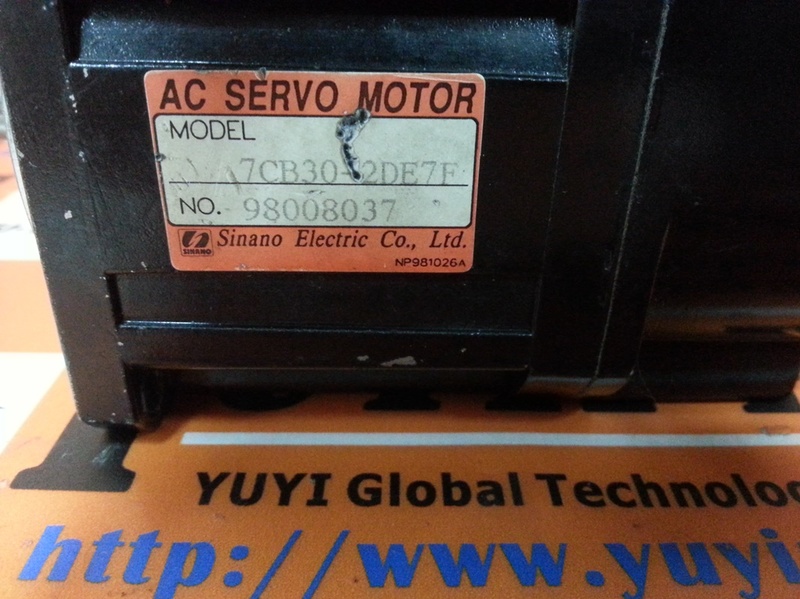 AC SERVO MOTOR
MODEL
7CB30-2DE7F
NO. 98008037
SINANO Sinano Electric Co., Ltd.
NP981026A
YUYI Global Technolo
http://www.yuyi